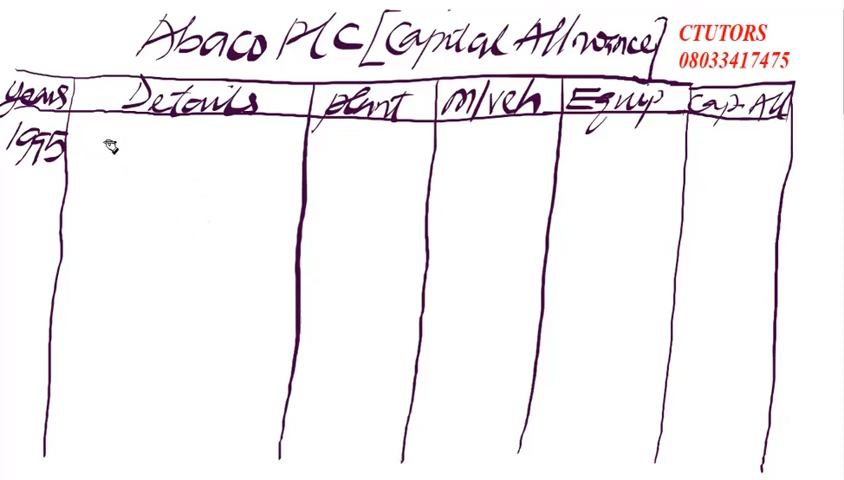 Abaco PLC [Capital Allowance]
CTUTORS
08033417475
Years Details plant m/veh Equip Cap. All
1995